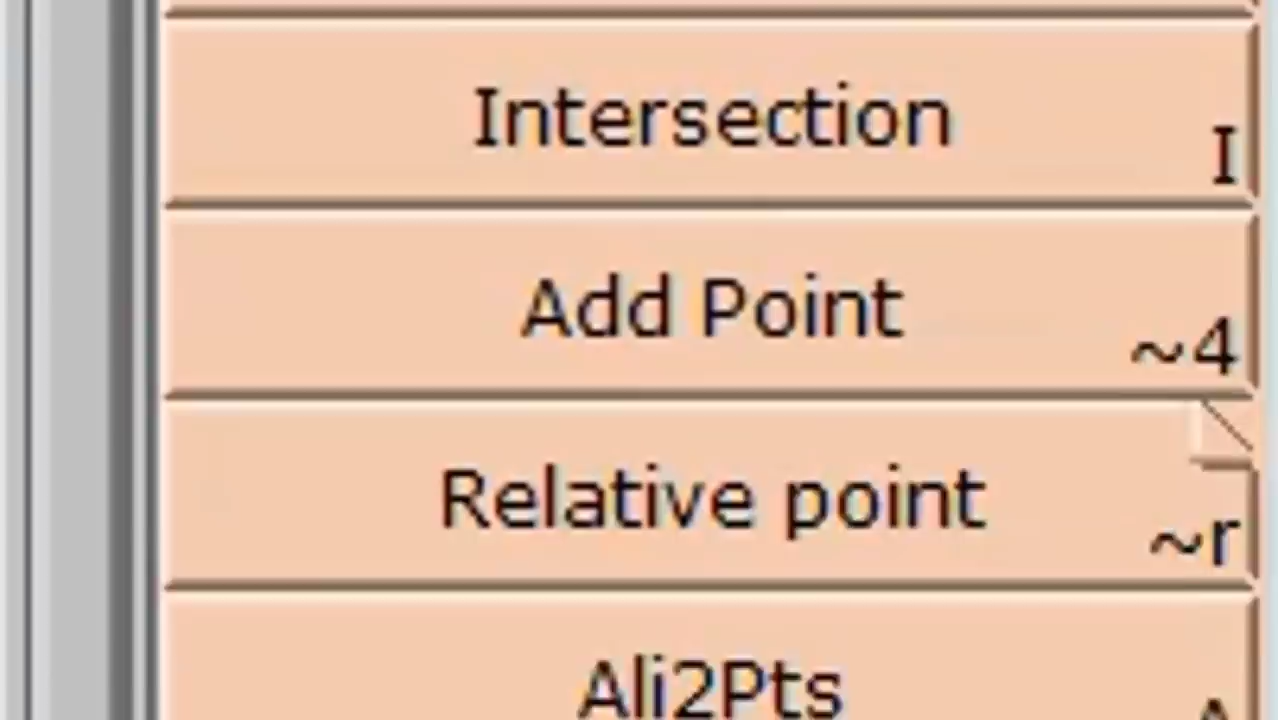 Intersection
I
Add Point
~4
Relative point
~r
Ali2Pts